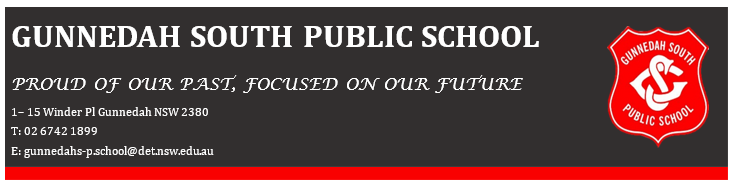 GUNNEDAH SOUTH PUBLIC SCHOOL
PROUD OF OUR PAST, FOCUSED ON OUR FUTURE
1– 15 Winder Pl Gunnedah NSW 2380
T: 02 6742 1899
E: gunnedahs-p.school@det.nsw.edu.au
GUNNEDAH SOUTH
PUBLIC SCHOOL